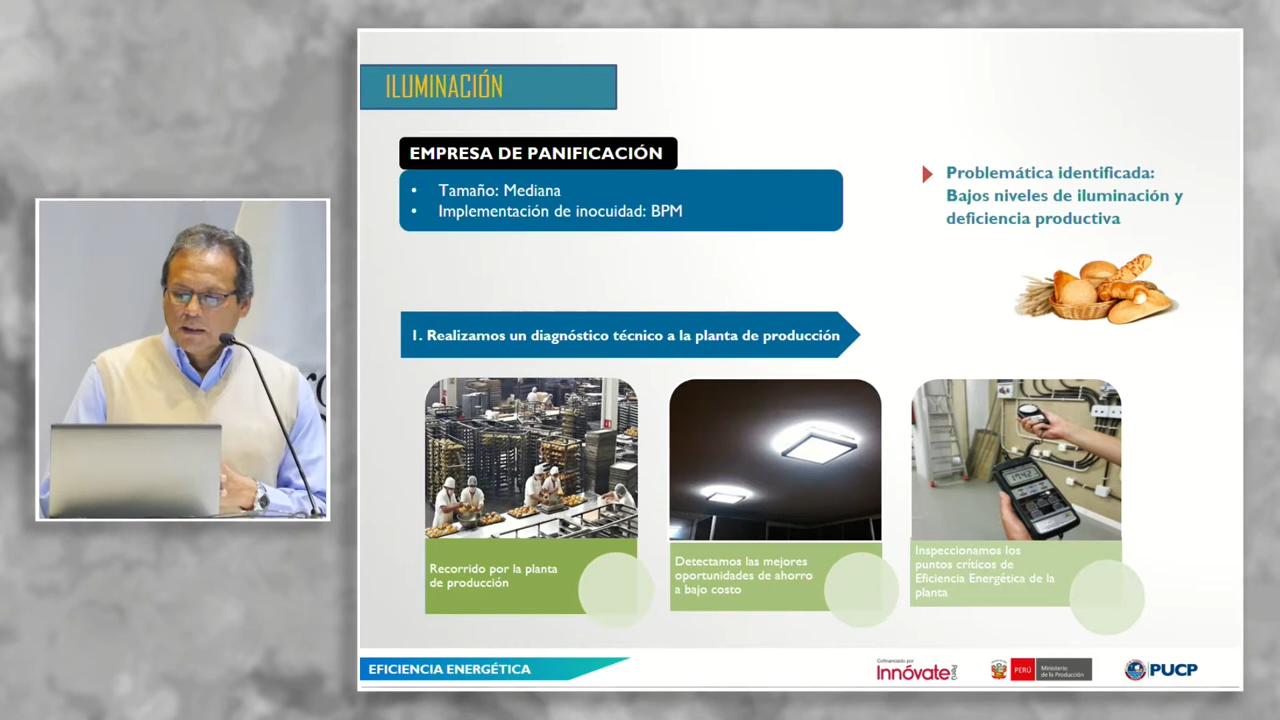 ILUMINACIÓN
EMPRESA DE PANIFICACIÓN
• Tamaño: Mediana
• Implementación de inocuidad: BPM
Problemática identificada:
Bajos niveles de iluminación y
deficiencia productiva
1. Realizamos un diagnóstico técnico a la planta de producción
Recorrido por la planta
de producción
Detectamos las mejores
oportunidades de ahorro
a bajo costo
Inspeccionamos los
puntos críticos de
Eficiencia Energética de la
planta
EFICIENCIA ENERGÉTICA
Cofinanciado por
Innóvate Perú
PERÚ
Ministerio
de la Producción
PUCP